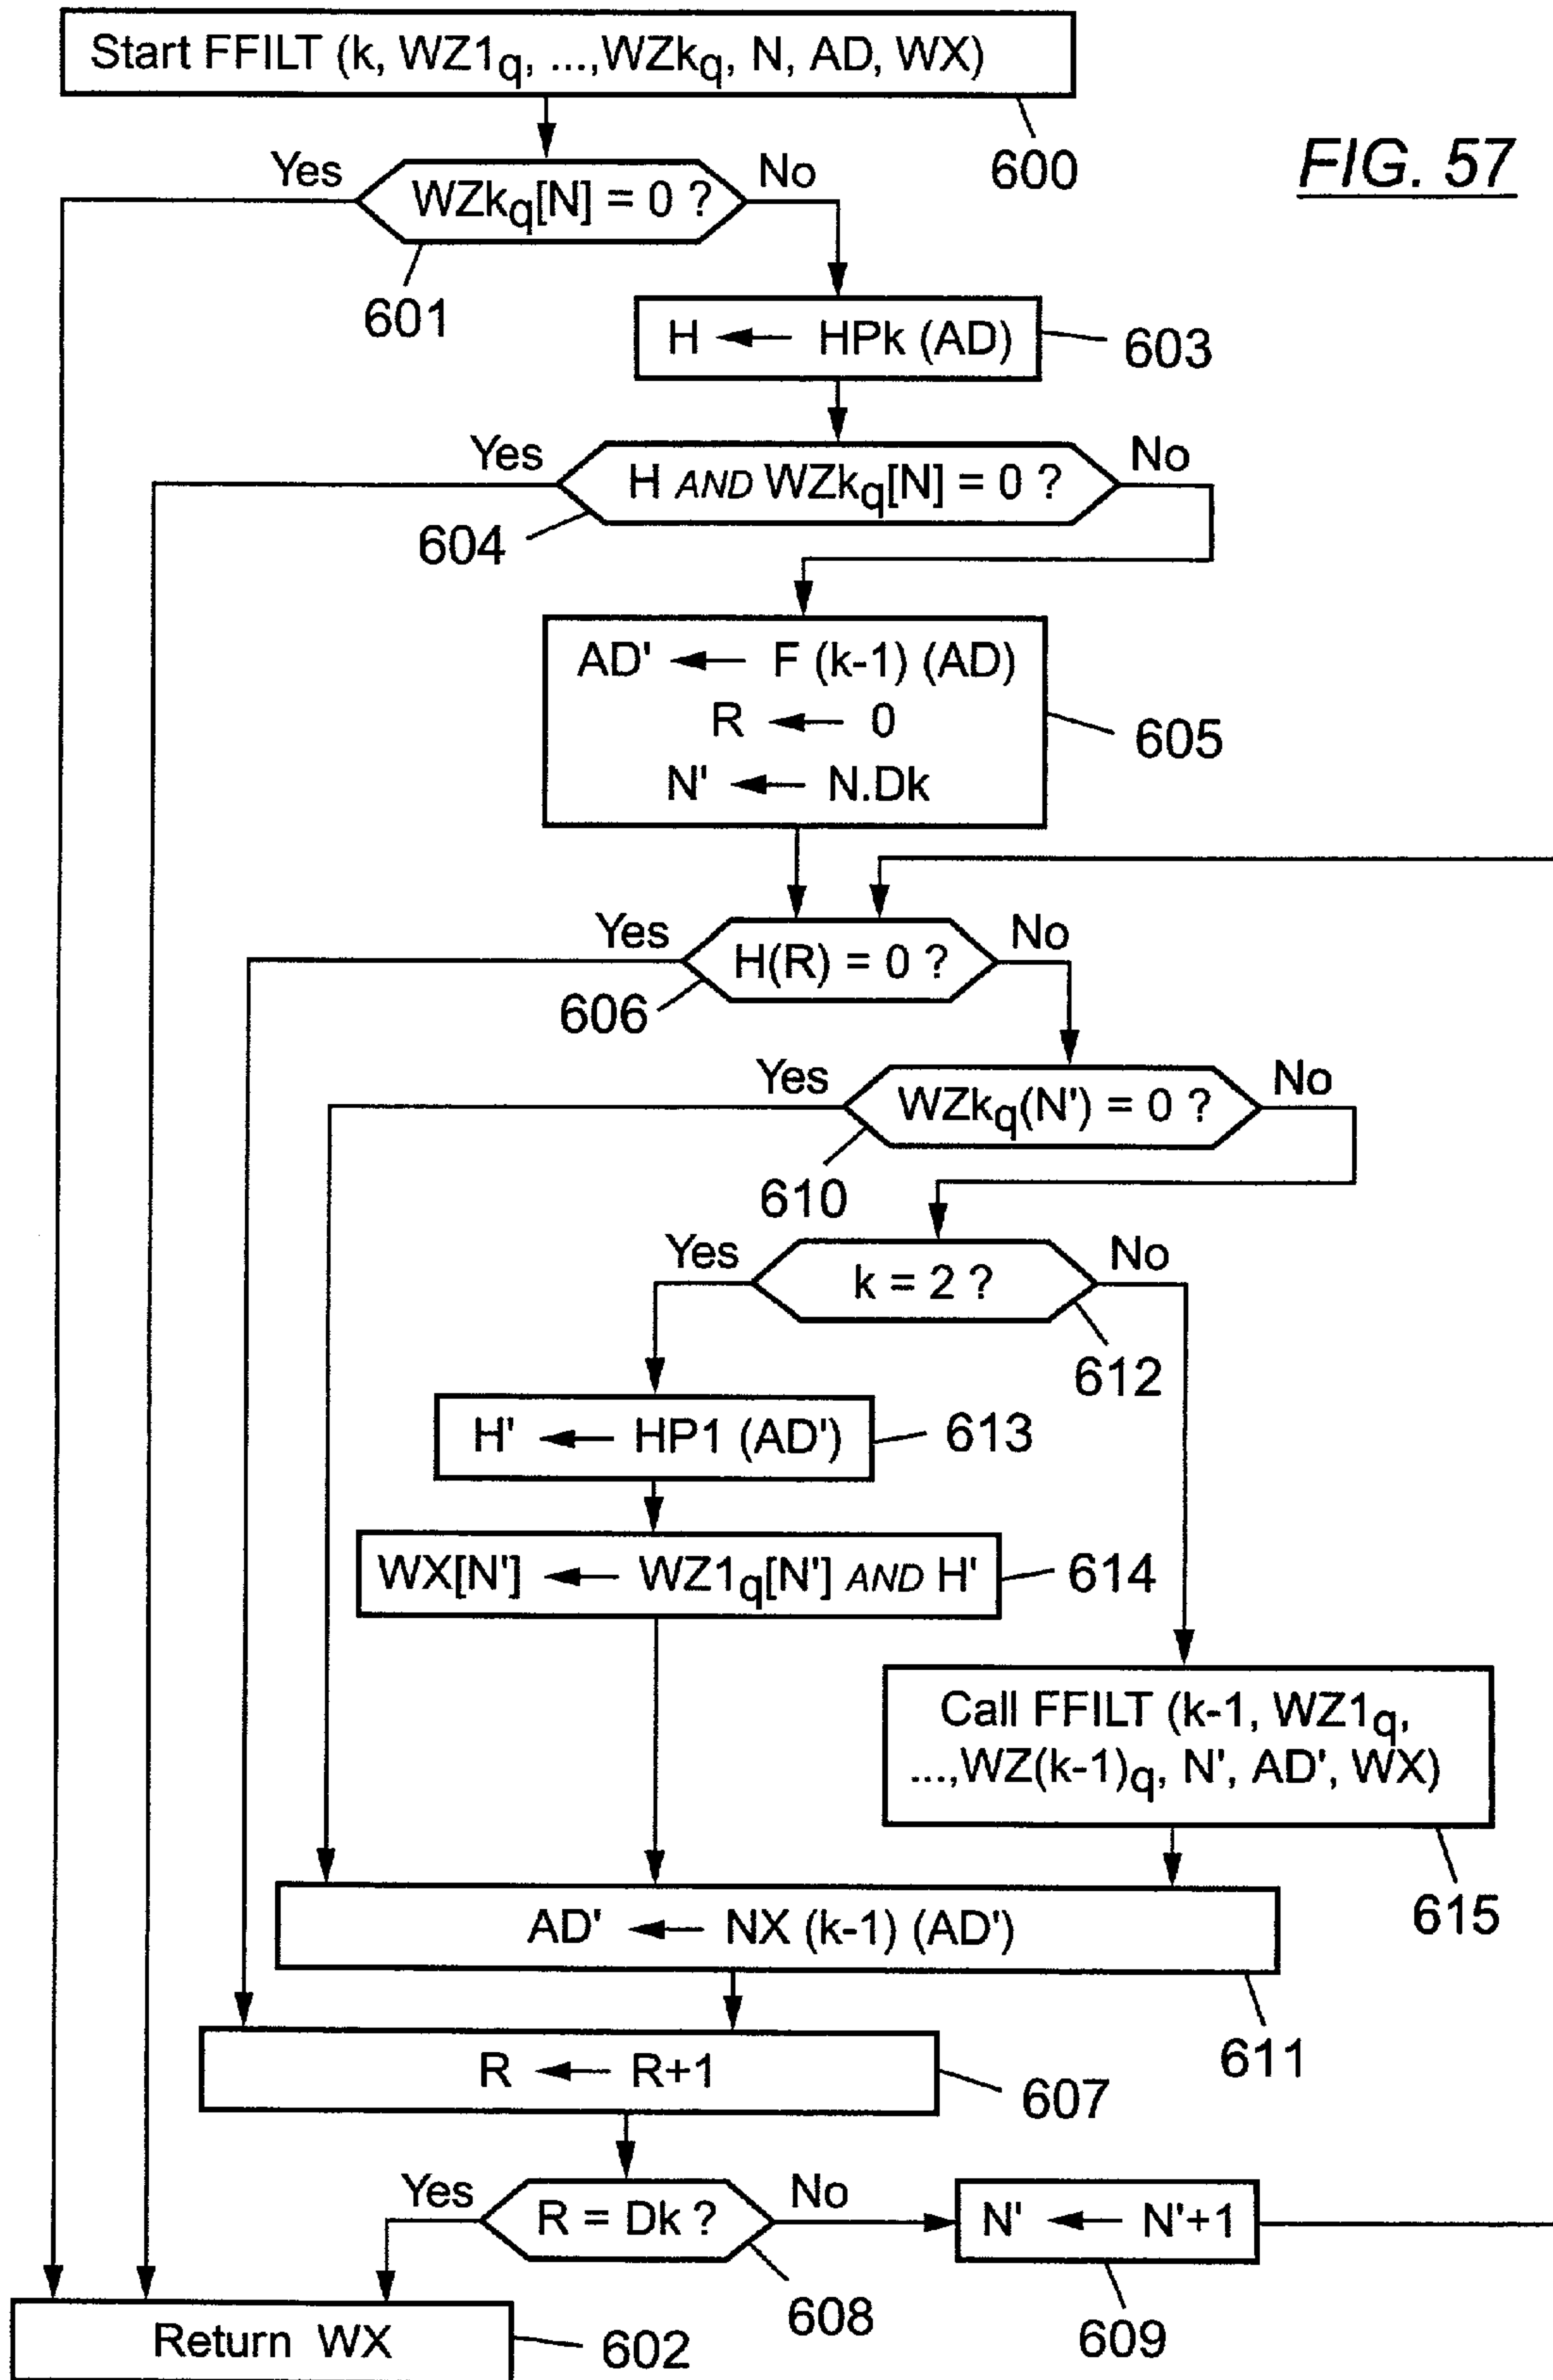 Start FFILT (k, WZ1q, ...,WZkq, N, AD, WX)
600
FIG. 57
Yes
WZkq[N] = 0 ?
No
601
H ← HPk (AD)
603
Yes
H AND WZkq[N] = 0 ?
No
604
AD' ← F (k-1) (AD)
R ← 0
N' ← N.Dk
605
Yes
H(R) = 0 ?
No
606
Yes
WZkq(N') = 0 ?
No
610
Yes
k = 2 ?
No
612
H' ← HP1 (AD')
613
WX[N'] ← WZ1q[N'] AND H'
614
Call FFILT (k-1, WZ1q,
...,WZ(k-1)q, N', AD', WX)
615
AD' ← NX (k-1) (AD')
611
R ← R+1
607
Yes
R = Dk ?
No
608
N' ← N'+1
609
Return WX
602